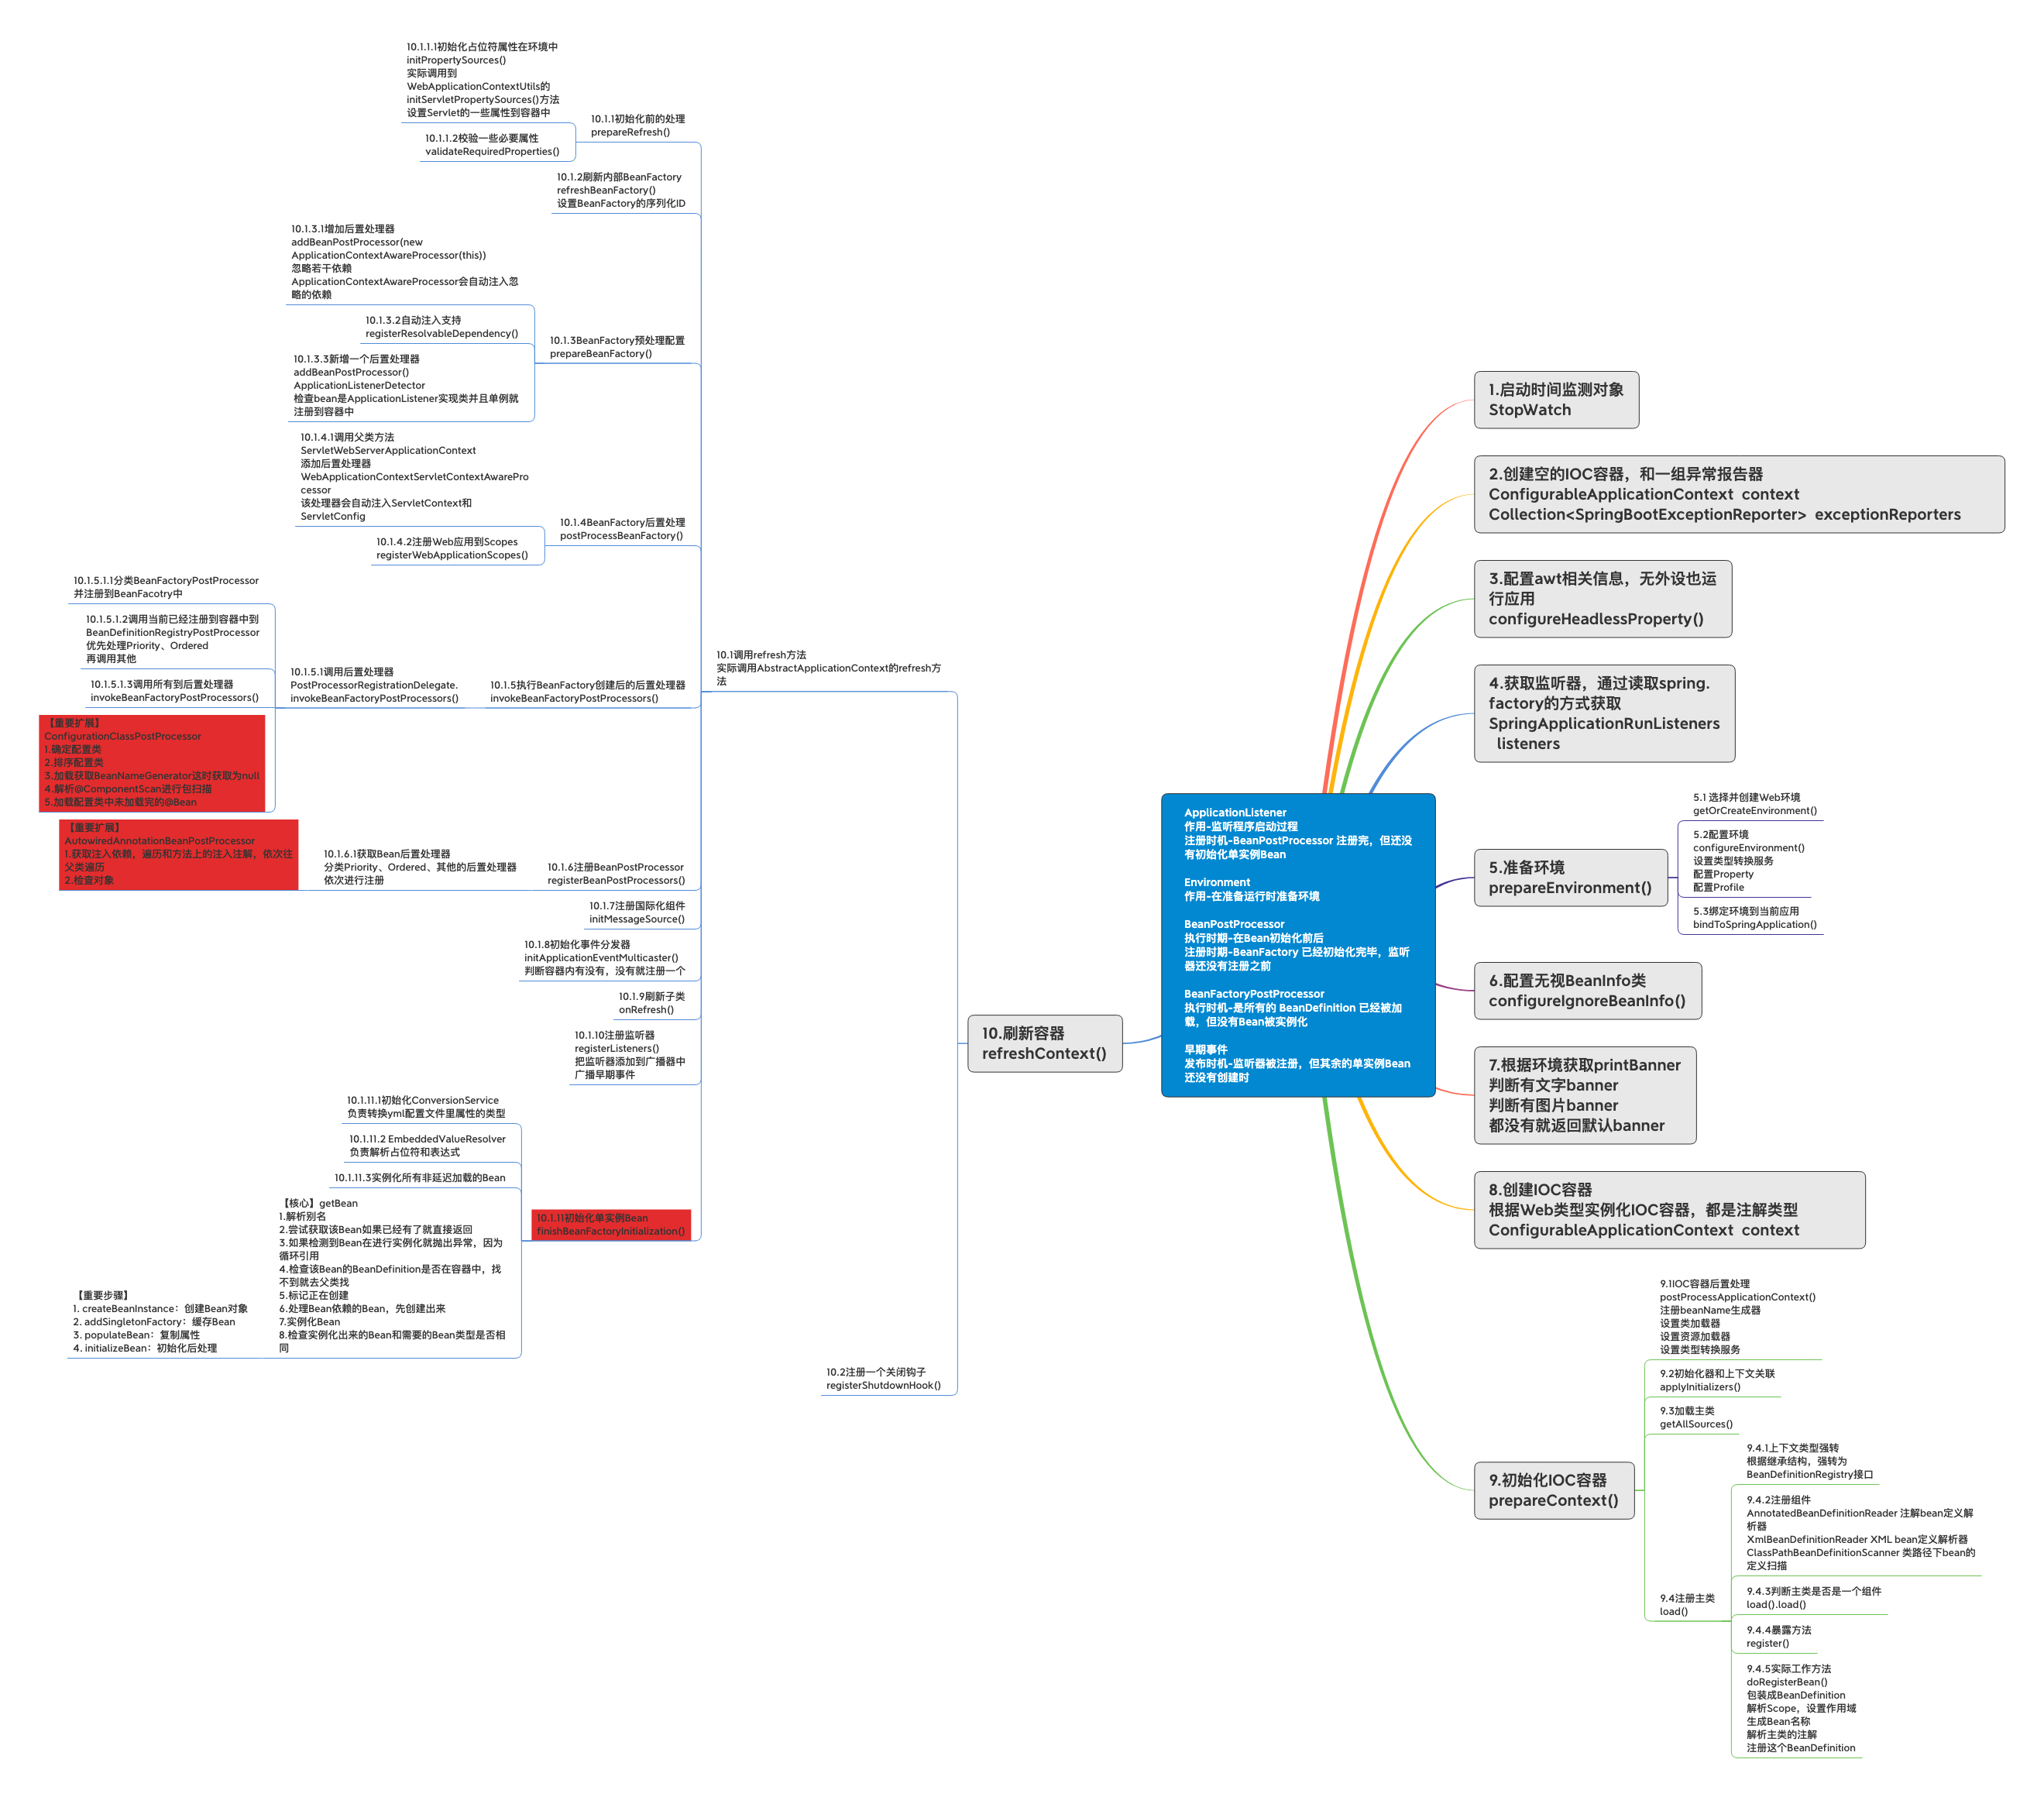 ApplicationListener
作用-监听程序启动过程
注册时机-BeanPostProcessor 注册完，但还没
有初始化单实例Bean
Environment
作用-在准备运行时准备环境
BeanPostProcessor
执行时期-在Bean初始化前后
注册时期-BeanFactory 已经初始化完毕，监听
器还没有注册之前
BeanFactoryPostProcessor
执行时机-是所有的 BeanDefinition 已经被加
载，但没有Bean被实例化
早期事件
发布时机-监听器被注册，但其余的单实例Bean
还没有创建时
1.启动时间监测对象
StopWatch
2.创建空的IOC容器，和一组异常报告器
ConfigurableApplicationContext context
Collection<SpringBootExceptionReporter> exceptionReporters
3.配置awt相关信息，无外设也运
行应用
configureHeadlessProperty()
4.获取监听器，通过读取spring.
factory的方式获取
SpringApplicationRunListeners
listeners
5.准备环境
prepareEnvironment()
5.1 选择并创建Web环境
getOrCreateEnvironment()
5.2配置环境
configureEnvironment()
设置类型转换服务
配置Property
配置Profile
5.3绑定环境到当前应用
bindToSpringApplication()
6.配置无视BeanInfo类
configureIgnoreBeanInfo()
7.根据环境获取printBanner
判断有文字banner
判断有图片banner
都没有就返回默认banner
8.创建IOC容器
根据Web类型实例化IOC容器，都是注解类型
ConfigurableApplicationContext context
9.初始化IOC容器
prepareContext()
9.1IOC容器后置处理
postProcessApplicationContext()
注册beanName生成器
设置类加载器
设置资源加载器
设置类型转换服务
9.2初始化器和上下文关联
applyInitializers()
9.3加载主类
getAllSources()
9.4注册主类
load()
9.4.1上下文类型强转
根据继承结构，强转为
BeanDefinitionRegistry接口
9.4.2注册组件
AnnotatedBeanDefinitionReader 注解bean定义解
析器
XmlBeanDefinitionReader XML bean定义解析器
ClassPathBeanDefinitionScanner 类路径下bean的
定义扫描
9.4.3判断主类是否是一个组件
load().load()
9.4.4暴露方法
register()
9.4.5实际工作方法
doRegisterBean()
包装成BeanDefinition
解析Scope，设置作用域
生成Bean名称
解析主类的注解
注册这个BeanDefinition
10.刷新容器
refreshContext()
10.1调用refresh方法
实际调用AbstractApplicationContext的refresh方
法
10.1.1初始化前的处理
prepareRefresh()
10.1.1.1初始化占位符属性在环境中
initPropertySources()
实际调用到
WebApplicationContextUtils的
initServletPropertySources()方法
设置Servlet的一些属性到容器中
10.1.1.2校验一些必要属性
validateRequiredProperties()
10.1.2刷新内部BeanFactory
refreshBeanFactory()
设置BeanFactory的序列化ID
10.1.3BeanFactory预处理配置
prepareBeanFactory()
10.1.3.1增加后置处理器
addBeanPostProcessor(new
ApplicationContextAwareProcessor(this))
忽略若干依赖
ApplicationContextAwareProcessor会自动注入忽
略的依赖
10.1.3.2自动注入支持
registerResolvableDependency()
10.1.3.3新增一个后置处理器
addBeanPostProcessor()
ApplicationListenerDetector
检查bean是ApplicationListener实现类并且单例就
注册到容器中
10.1.4BeanFactory后置处理
postProcessBeanFactory()
10.1.4.1调用父类方法
ServletWebServerApplicationContext
添加后置处理器
WebApplicationContextServletContextAwarePro
cessor
该处理器会自动注入ServletContext和
ServletConfig
10.1.4.2注册Web应用到Scopes
registerWebApplicationScopes()
10.1.5执行BeanFactory创建后的后置处理器
invokeBeanFactoryPostProcessors()
10.1.5.1调用后置处理器
PostProcessorRegistrationDelegate.
invokeBeanFactoryPostProcessors()
10.1.5.1.1分类BeanFactoryPostProcessor
并注册到BeanFacotry中
10.1.5.1.2调用当前已经注册到容器中到
BeanDefinitionRegistryPostProcessor
优先处理Priority、Ordered
再调用其他
10.1.5.1.3调用所有到后置处理器
invokeBeanFactoryPostProcessors()
【重要扩展】
ConfigurationClassPostProcessor
1.确定配置类
2.排序配置类
3.加载获取BeanNameGenerator这时获取为null
4.解析@ComponentScan进行包扫描
5.加载配置类中未加载完的@Bean
10.1.6注册BeanPostProcessor
registerBeanPostProcessors()
10.1.6.1获取Bean后置处理器
分类Priority、Ordered、其他的后置处理器
依次进行注册
【重要扩展】
AutowiredAnnotationBeanPostProcessor
1.获取注入依赖，遍历和方法上的注入注解，依次往
父类遍历
2.检查对象
10.1.7注册国际化组件
initMessageSource()
10.1.8初始化事件分发器
initApplicationEventMulticaster()
判断容器内有没有，没有就注册一个
10.1.9刷新子类
onRefresh()
10.1.10注册监听器
registerListeners()
把监听器添加到广播器中
广播早期事件
10.1.11初始化单实例Bean
finishBeanFactoryInitialization()
10.1.11.1初始化ConversionService
负责转换yml配置文件里属性的类型
10.1.11.2 EmbeddedValueResolver
负责解析占位符和表达式
10.1.11.3实例化所有非延迟加载的Bean
【核心】getBean
1.解析别名
2.尝试获取该Bean如果已经有了就直接返回
3.如果检测到Bean在进行实例化就抛出异常，因为
循环引用
4.检查该Bean的BeanDefinition是否在容器中，找
不到就去父类找
5.标记正在创建
6.处理Bean依赖的Bean，先创建出来
7.实例化Bean
8.检查实例化出来的Bean和需要的Bean类型是否相
同
【重要步骤】
1. createBeanInstance：创建Bean对象
2. addSingletonFactory：缓存Bean
3. populateBean：复制属性
4. initializeBean：初始化后处理
10.2注册一个关闭钩子
registerShutdownHook()